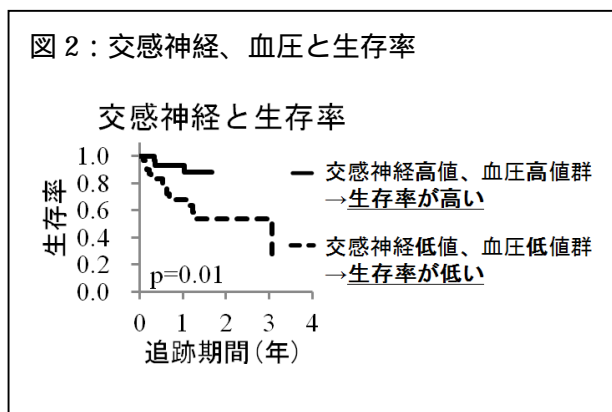 図2：交感神経、血圧と生存率
交感神経と生存率
生存率
1.0
0.8
0.6
0.4
0.2
0.0
p=0.01
0 1 2 3 4
追跡期間(年)
交感神経高値、血圧高値群
→生存率が高い
交感神経低値、血圧低値群
→生存率が低い